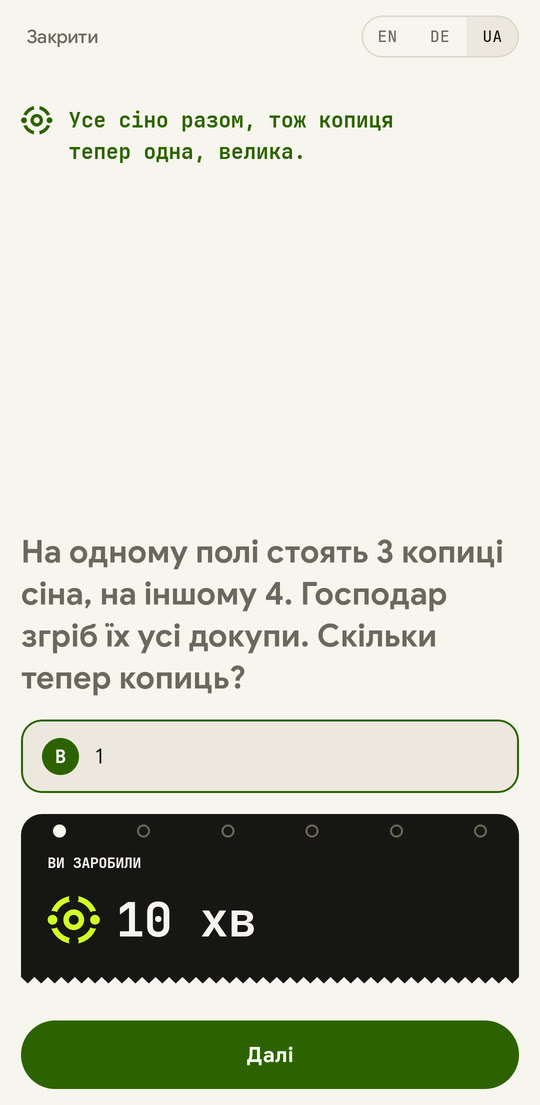 Закрити
EN DE UA
Усе сіно разом, тож копиця
тепер одна, велика.
На одному полі стоять 3 копиці
сіна, на іншому 4. Господар
згріб їх усі докупи. Скільки
тепер копиць?
B 1
ВИ ЗАРОБИЛИ
10 хв
Далі